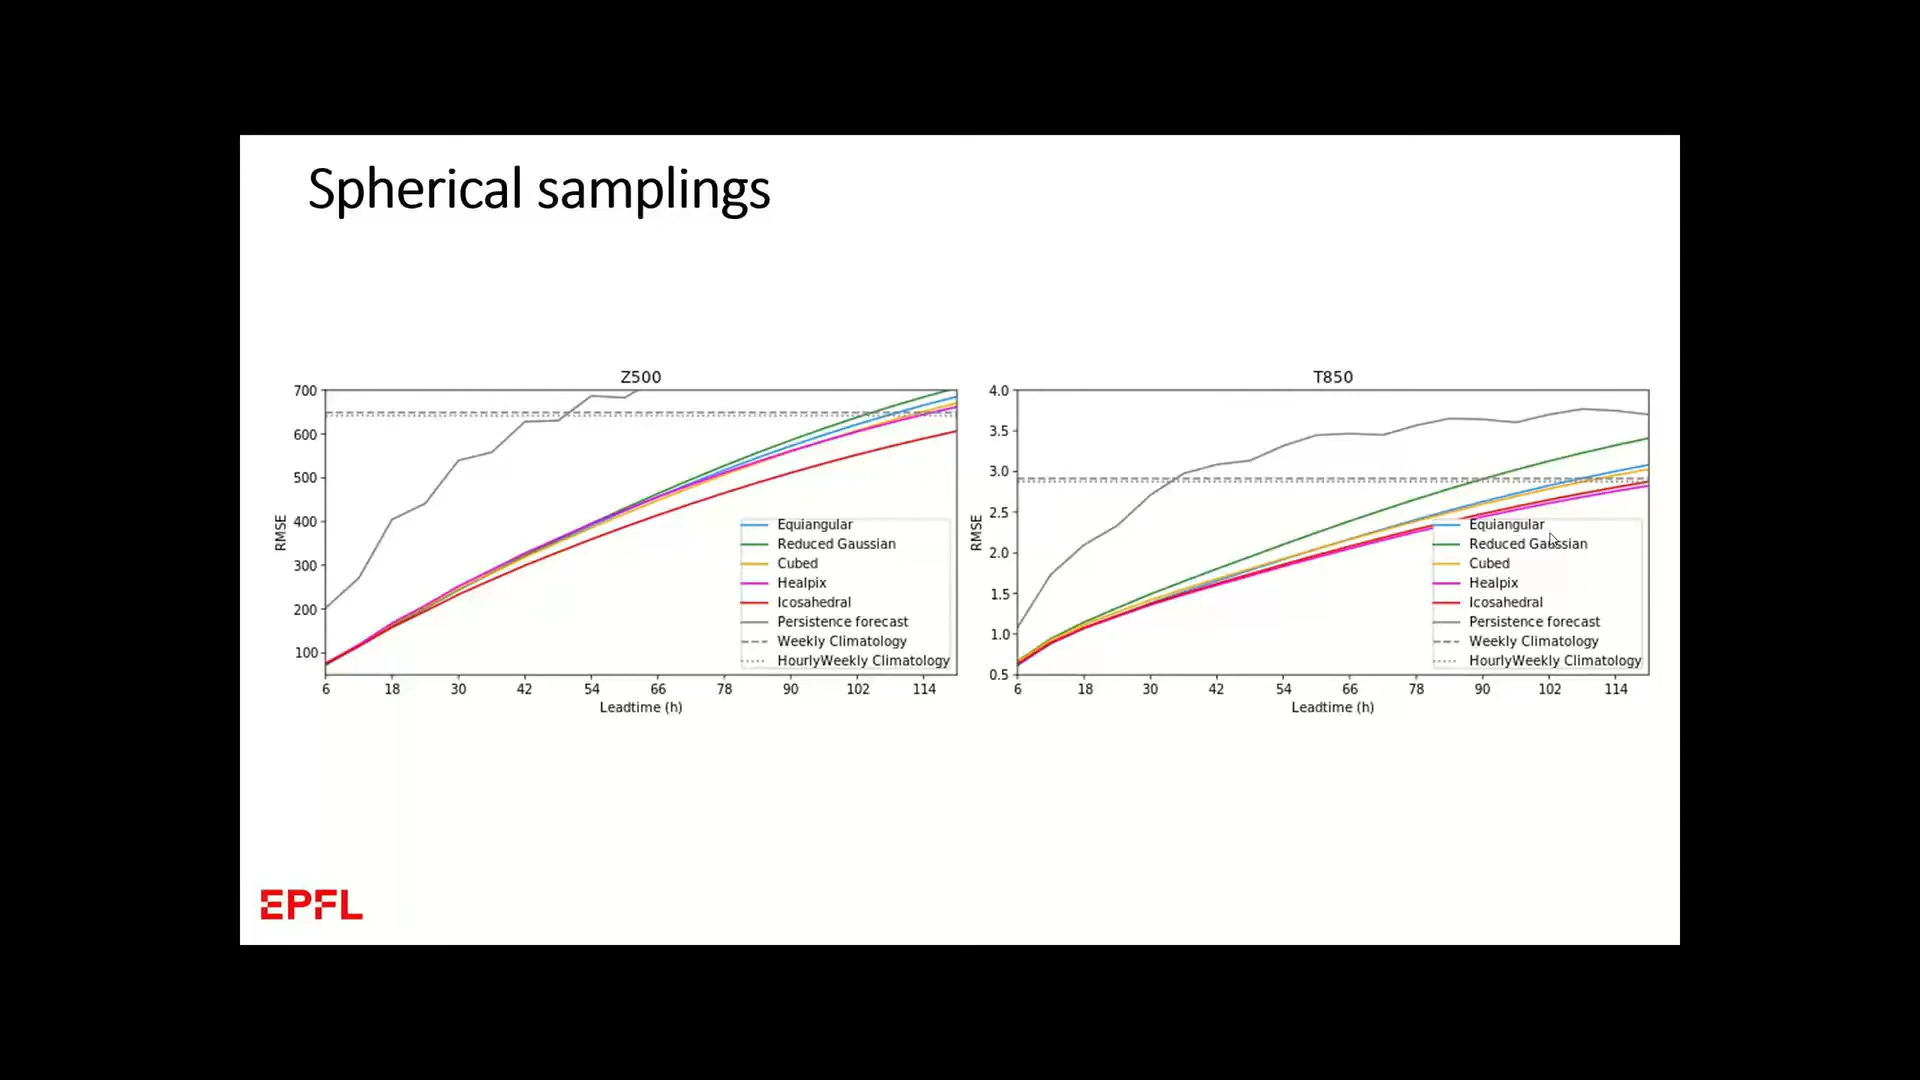 Spherical samplings
Z500
700
600
500
400
300
200
100
RMSE
6 18 30 42 54 66 78 90 102 114
Leadtime (h)
Equiangular
Reduced Gaussian
Cubed
Healpix
Icosahedral
Persistence forecast
Weekly Climatology
HourlyWeekly Climatology
T850
4.0
3.5
3.0
2.5
2.0
1.5
1.0
0.5
RMSE
6 18 30 42 54 66 78 90 102 114
Leadtime (h)
Equiangular
Reduced Gaussian
Cubed
Healpix
Icosahedral
Persistence forecast
Weekly Climatology
HourlyWeekly Climatology
EPFL